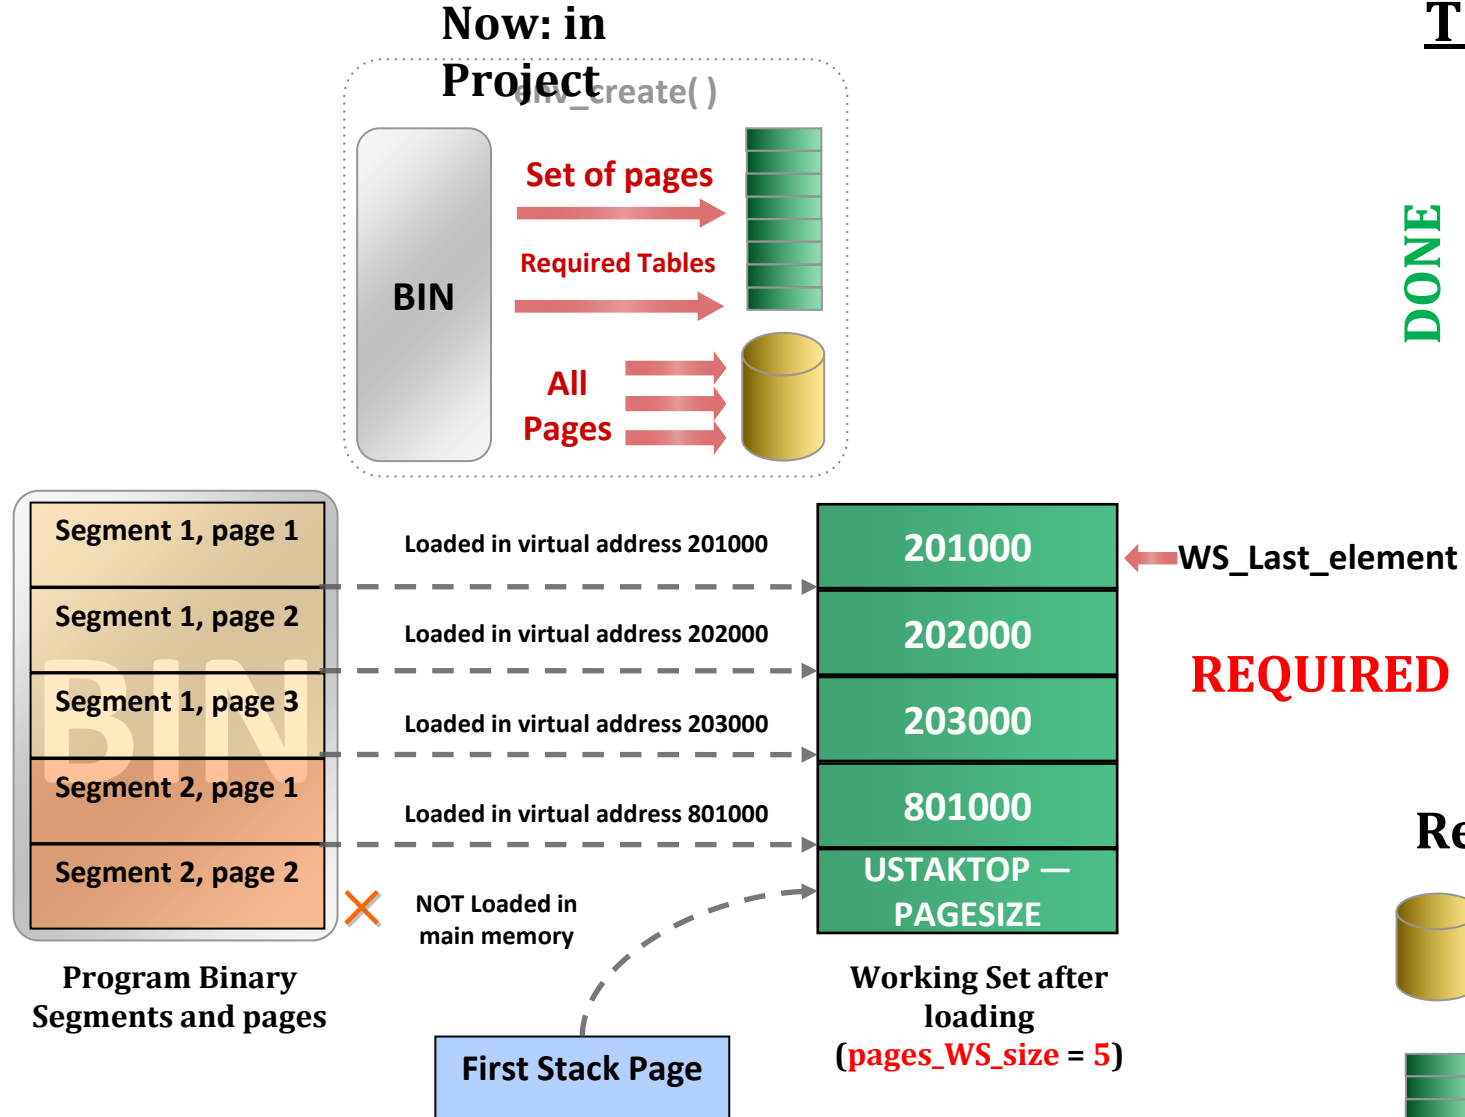 Now: in
Project
env_create( )
T
Set of pages
Required Tables
BIN
All
Pages
DONE
Segment 1, page 1
Segment 1, page 2
Segment 1, page 3
Segment 2, page 1
Segment 2, page 2
BIN
Loaded in virtual address 201000
Loaded in virtual address 202000
Loaded in virtual address 203000
Loaded in virtual address 801000
NOT Loaded in
main memory
201000
202000
203000
801000
USTAKTOP —
PAGESIZE
WS_Last_element
REQUIRED
Re
Program Binary
Segments and pages
First Stack Page
Working Set after
loading
(pages_WS_size = 5)